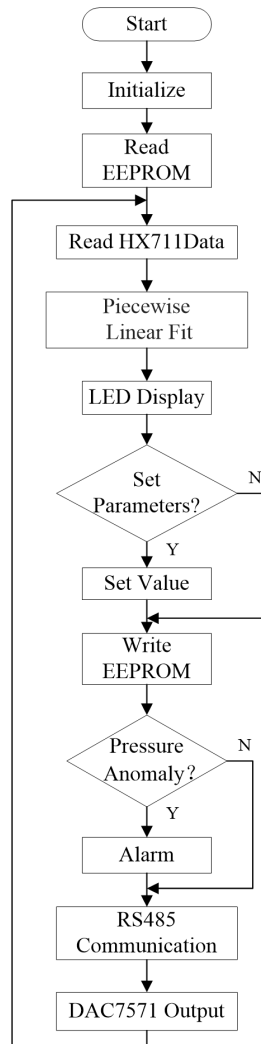 Start
Initialize
Read
EEPROM
Read HX711Data
Piecewise
Linear Fit
LED Display
Set
Parameters?
N
Y
Set Value
Write
EEPROM
Pressure
Anomaly?
N
Y
Alarm
RS485
Communication
DAC7571 Output